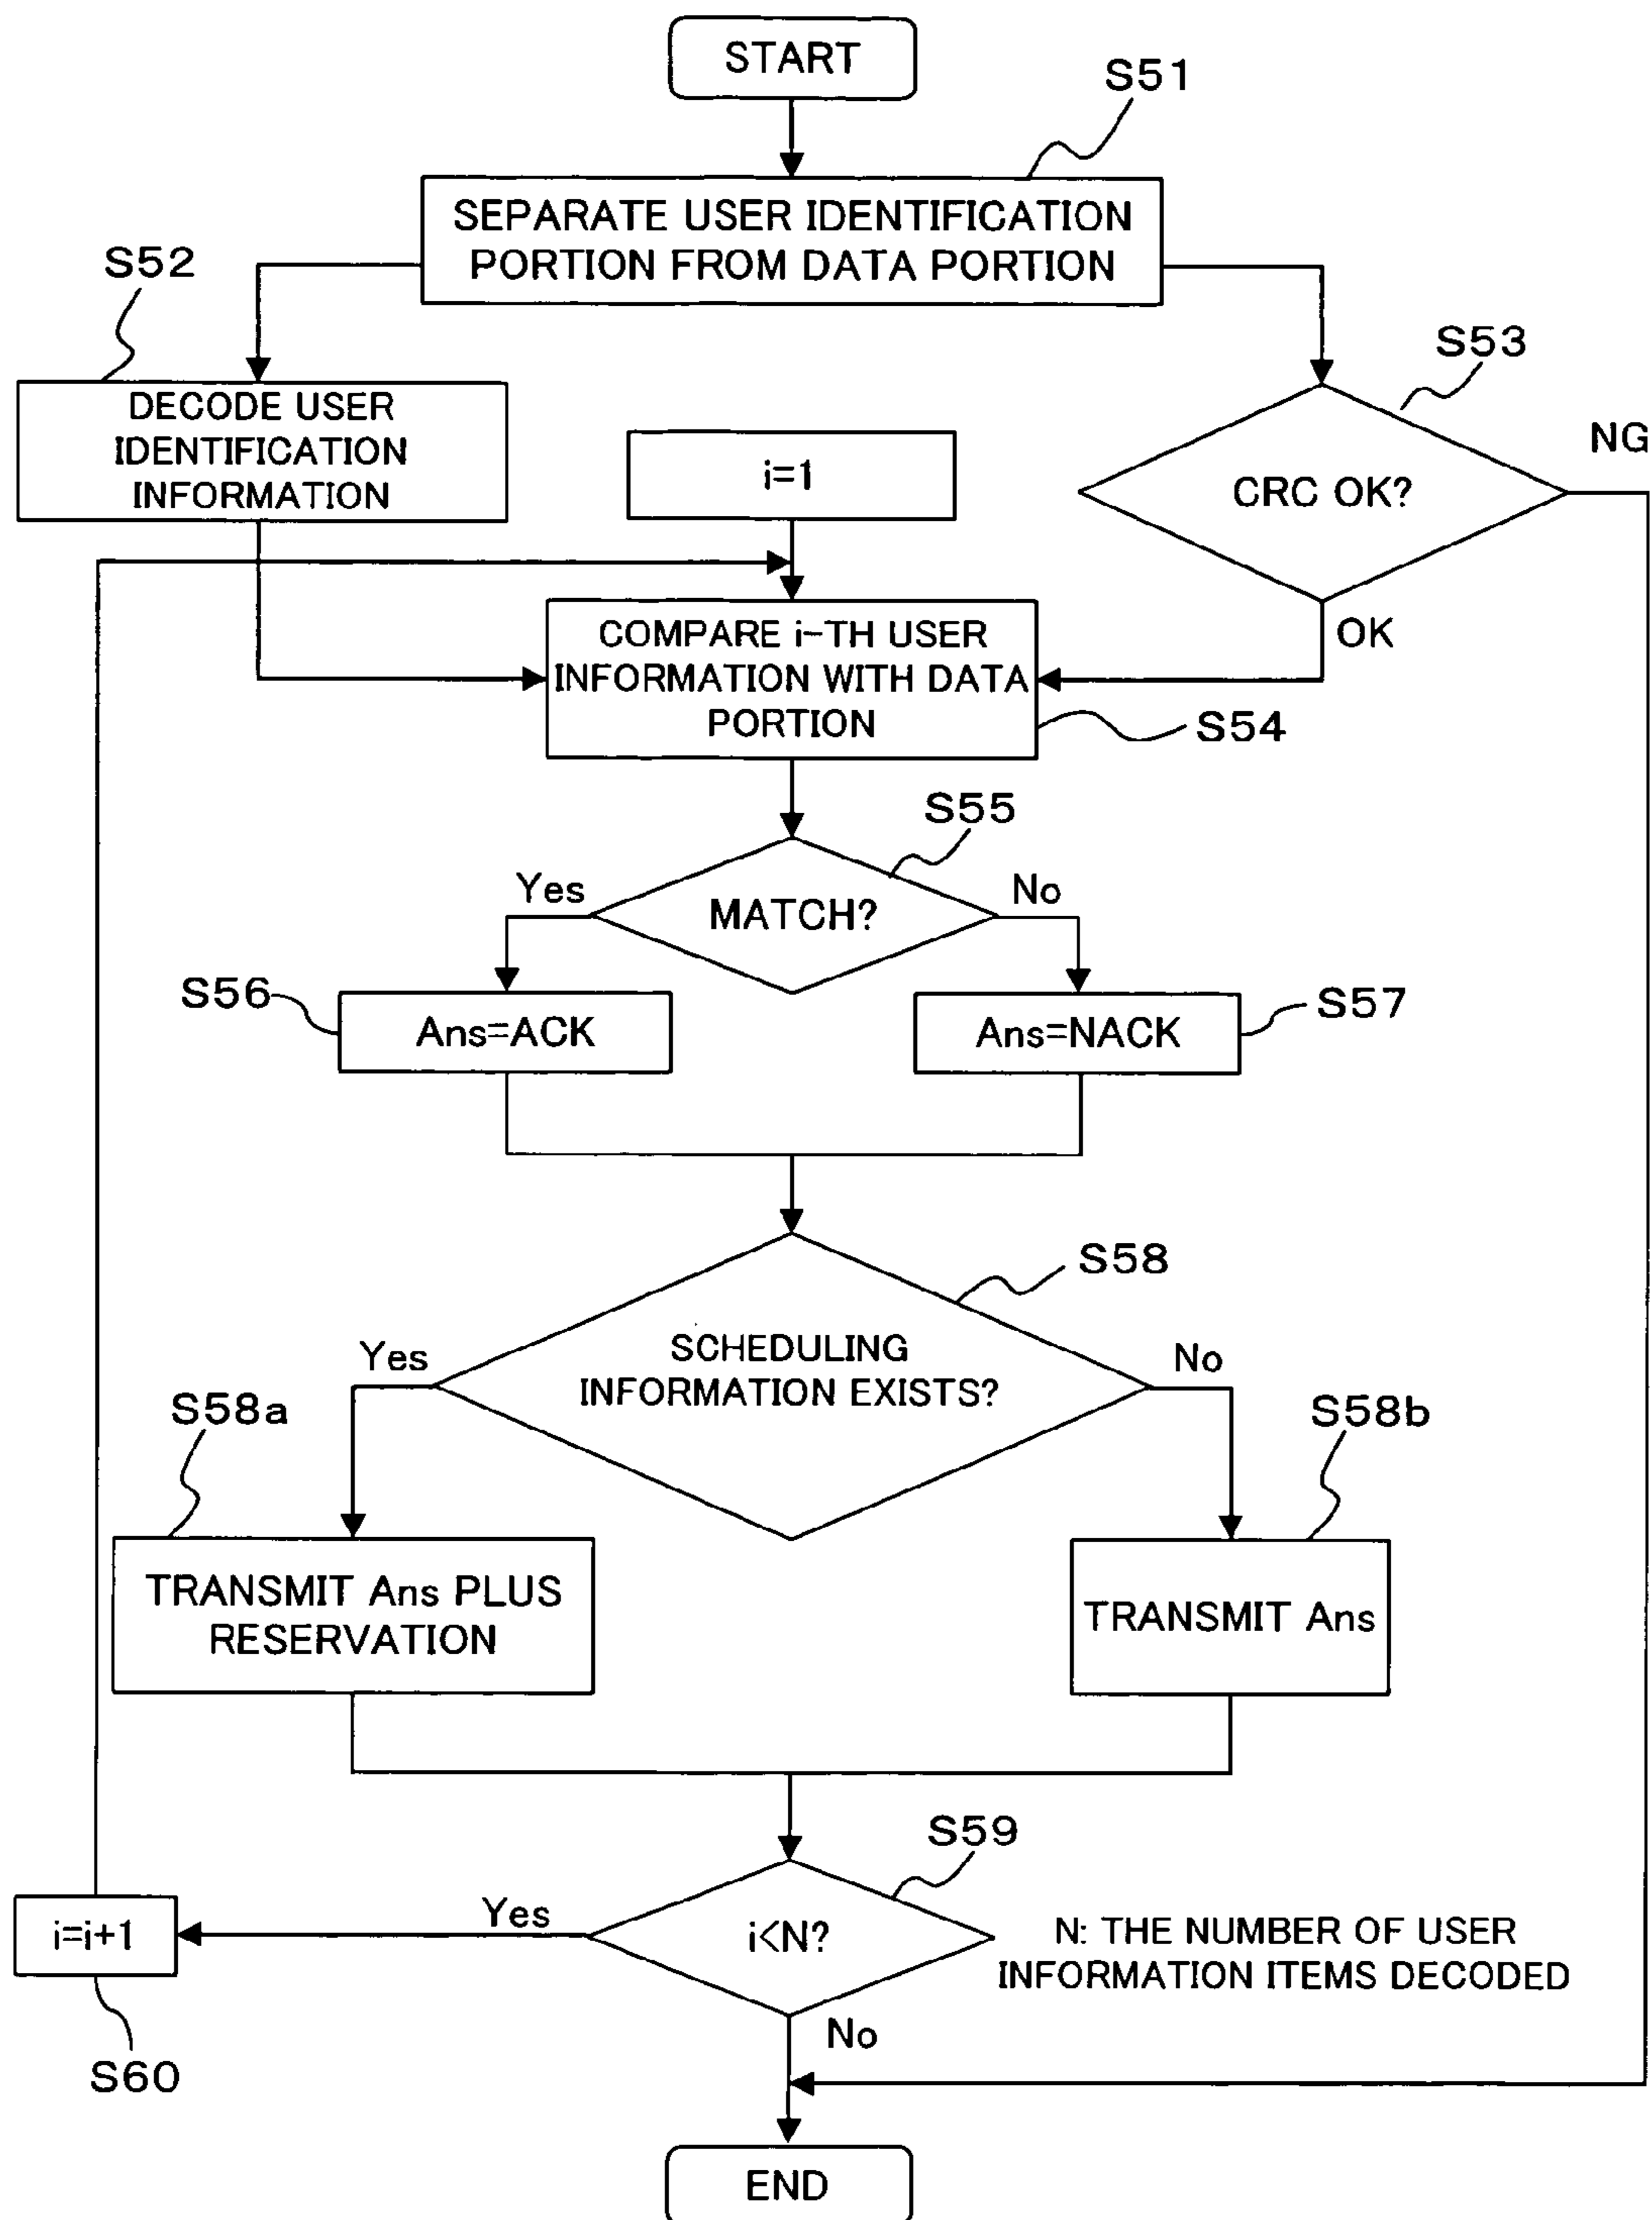 START
S51
SEPARATE USER IDENTIFICATION
PORTION FROM DATA PORTION
S52
S53
DECODE USER
IDENTIFICATION
INFORMATION
i=1
CRC OK?
NG
OK
COMPARE i-TH USER
INFORMATION WITH DATA
PORTION
S54
S55
Yes
MATCH?
No
S56
Ans=ACK
Ans=NACK
S57
S58
Yes
SCHEDULING
INFORMATION EXISTS?
No
S58a
S58b
TRANSMIT Ans PLUS
RESERVATION
TRANSMIT Ans
S59
i=i+1
Yes
i<N?
N: THE NUMBER OF USER
INFORMATION ITEMS DECODED
No
S60
END